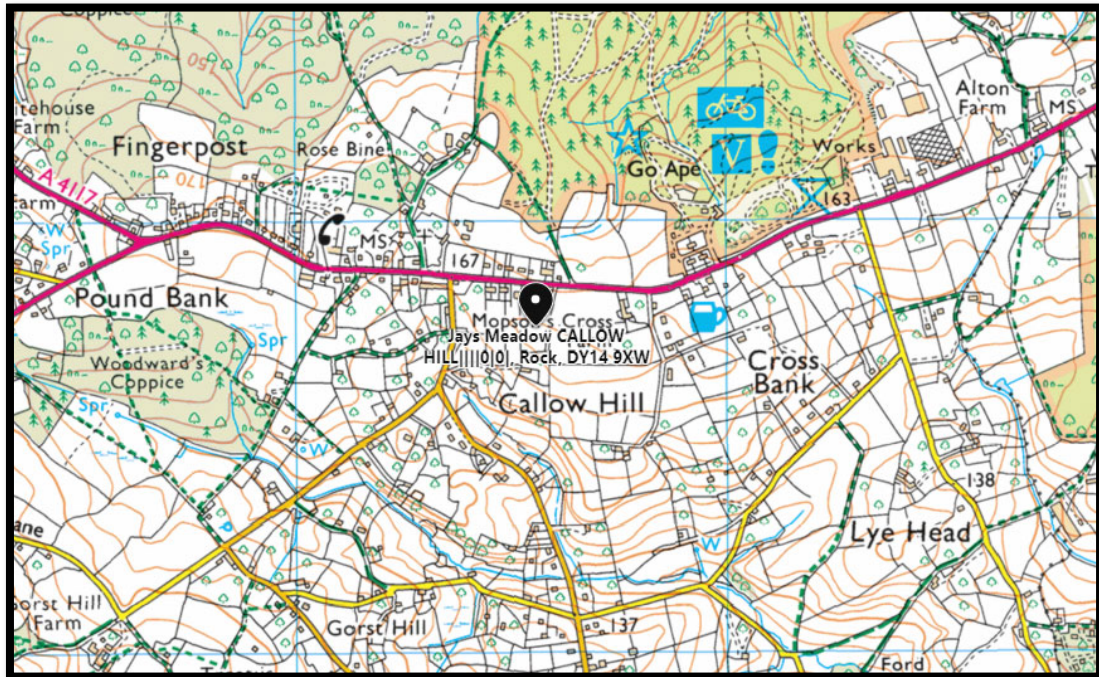 150
Alton
Farm
MS
itehouse
Farm
Fingerpost
Rose Bine
Works
V
Go Ape
A 4117
170
163
Farm
W
Spr
MS
167
Pound Bank
Mopson's Cross
Jays Meadow CALLOW
HILL||||0|0|, Rock, DY14 9XW
Spr
Woodward's
Coppice
Cross
Bank
Callow Hill
Spr
W
138
P
ane
Lye Head
W
Gorst Hill
Farm
Gorst Hill
137
Ford